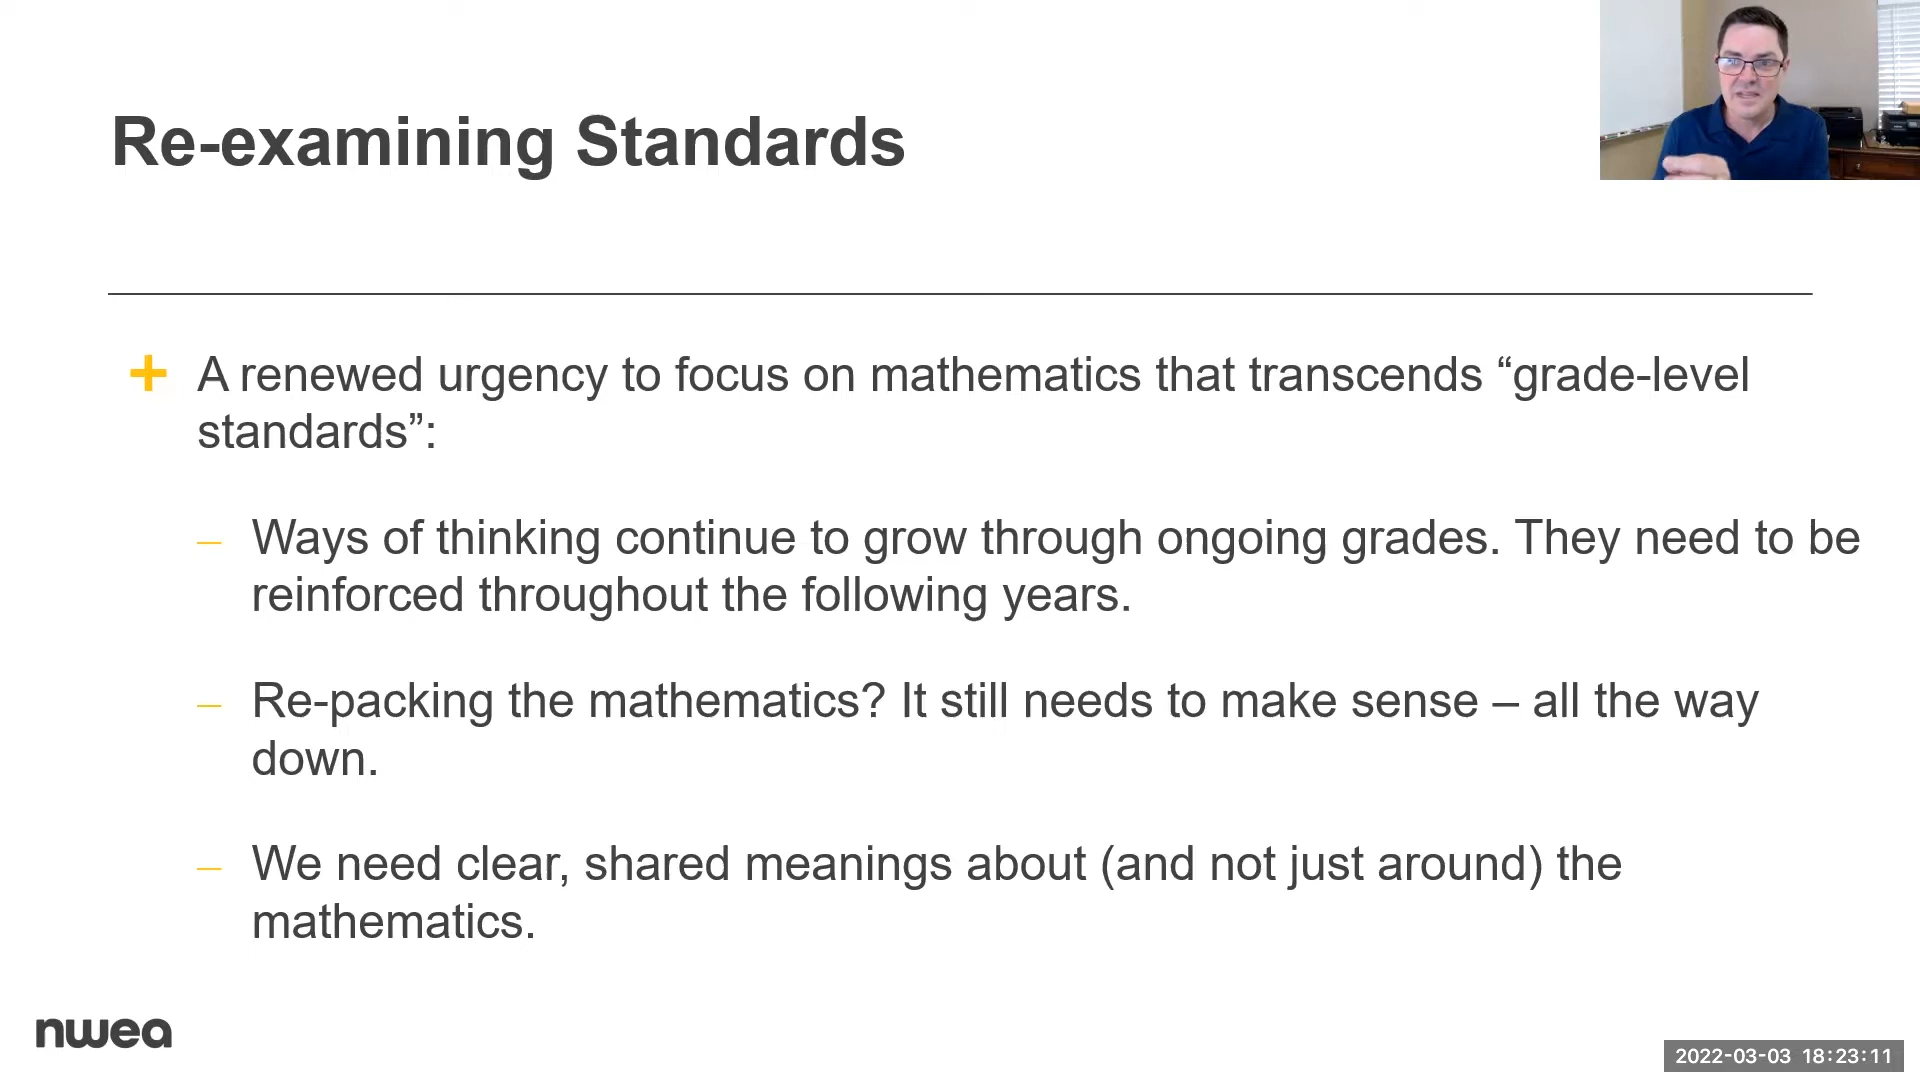 Re-examining Standards
+ A renewed urgency to focus on mathematics that transcends “grade-level
standards”:
– Ways of thinking continue to grow through ongoing grades. They need to be
reinforced throughout the following years.
– Re-packing the mathematics? It still needs to make sense – all the way
down.
– We need clear, shared meanings about (and not just around) the
mathematics.
nwea
2022-03-03 18:23:11